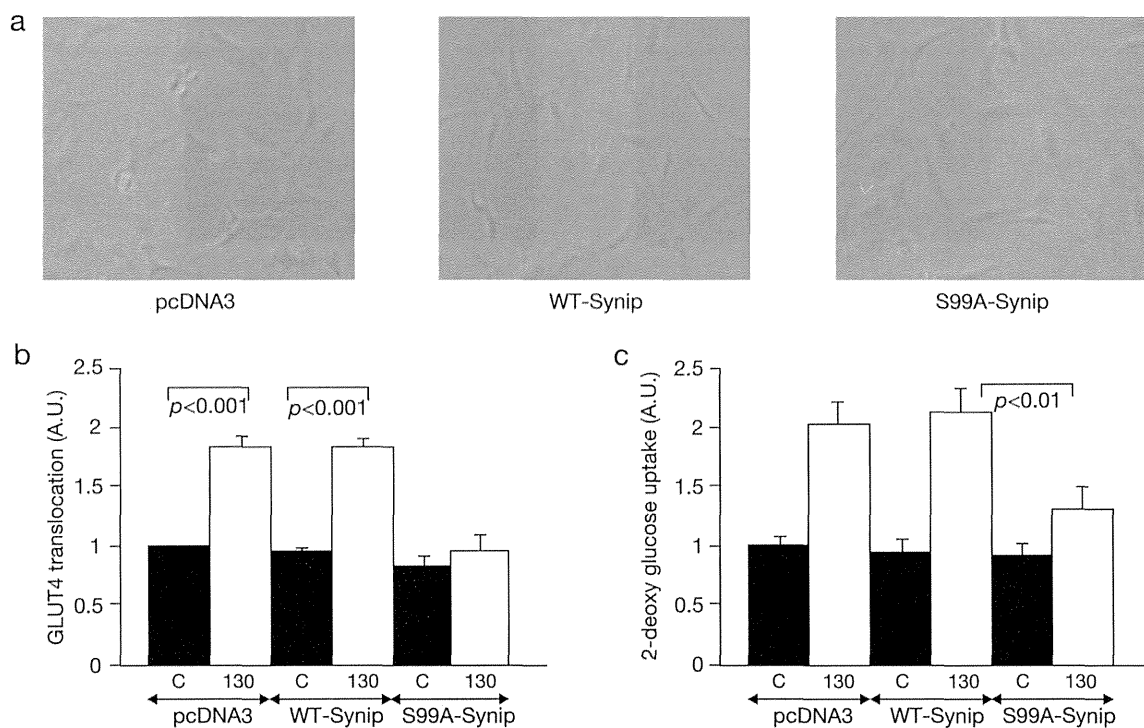 a
pcDNA3
WT-Synip
S99A-Synip
b
GLUT4 translocation (A.U.)
2.5
2
1.5
1
0.5
0
p<0.001
p<0.001
C
130
C
130
C
130
pcDNA3
WT-Synip
S99A-Synip
c
2-deoxy glucose uptake (A.U.)
2.5
2
1.5
1
0.5
0
p<0.01
C
130
C
130
C
130
pcDNA3
WT-Synip
S99A-Synip